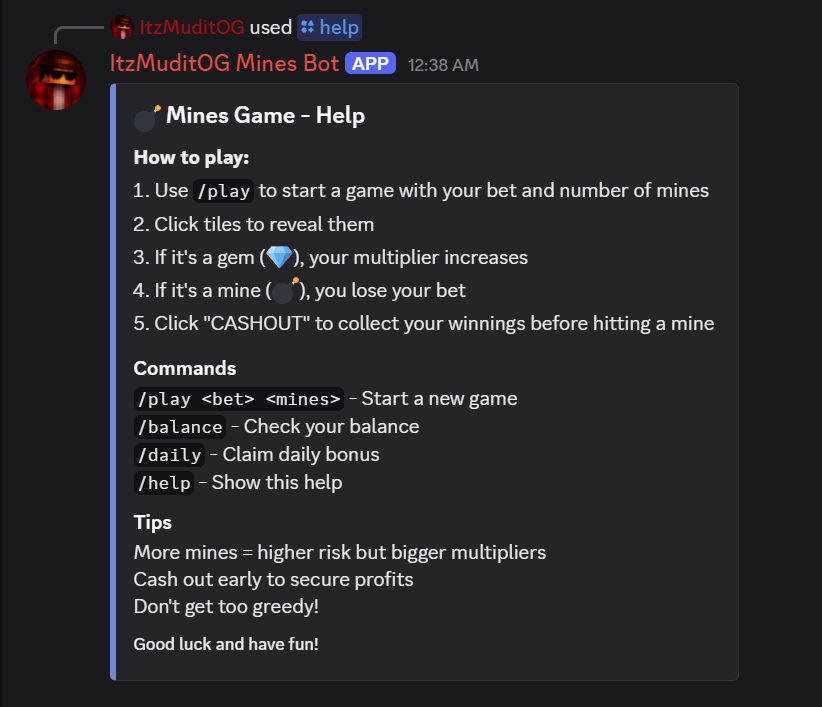 ItzMuditOG used help
ItzMuditOG Mines Bot APP 12:38 AM
💣 Mines Game - Help
How to play:
1. Use /play to start a game with your bet and number of mines
2. Click tiles to reveal them
3. If it's a gem (💎), your multiplier increases
4. If it's a mine (💣), you lose your bet
5. Click "CASHOUT" to collect your winnings before hitting a mine
Commands
/play <bet> <mines> - Start a new game
/balance - Check your balance
/daily - Claim daily bonus
/help - Show this help
Tips
More mines = higher risk but bigger multipliers
Cash out early to secure profits
Don't get too greedy!
Good luck and have fun!